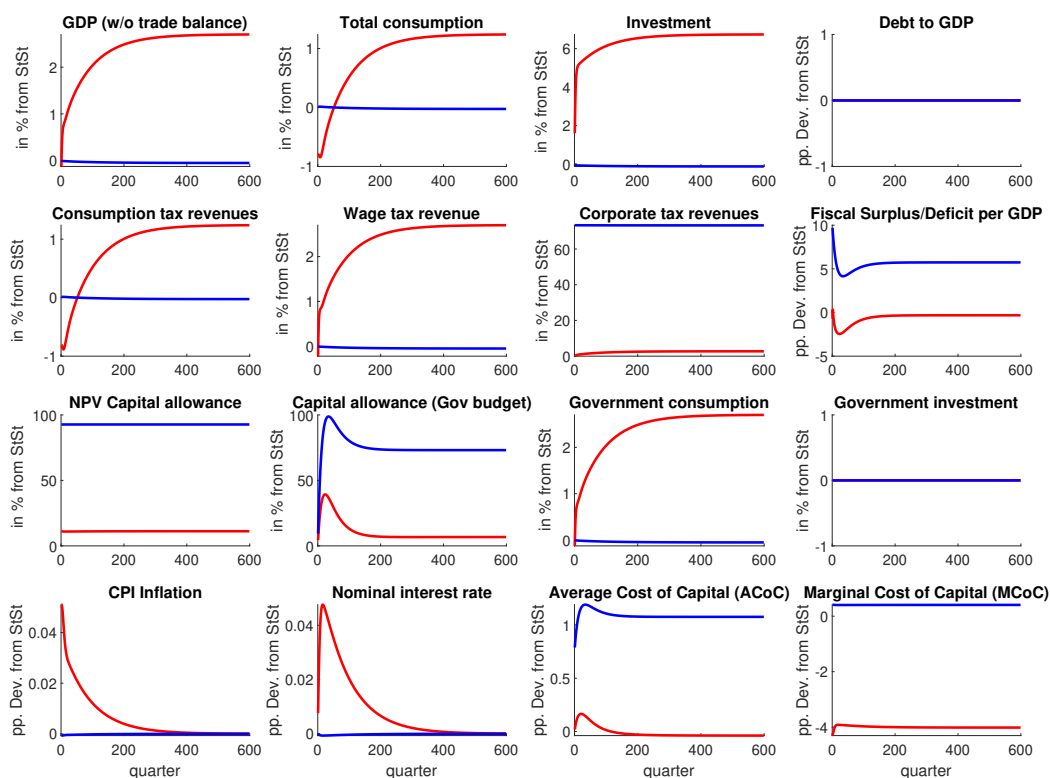 GDP (w/o trade balance)
in % from StSt
2
1
0
0 200 400 600
Total consumption
in % from StSt
1
0
-1
0 200 400 600
Investment
in % from StSt
6
4
2
0
0 200 400 600
Debt to GDP
pp. Dev. from StSt
1
0
-1
0 200 400 600
Consumption tax revenues
in % from StSt
1
0
-1
0 200 400 600
Wage tax revenue
in % from StSt
2
1
0
0 200 400 600
Corporate tax revenues
in % from StSt
60
40
20
0
0 200 400 600
Fiscal Surplus/Deficit per GDP
pp. Dev. from StSt
10
5
0
-5
0 200 400 600
NPV Capital allowance
in % from StSt
100
50
0
0 200 400 600
Capital allowance (Gov budget)
in % from StSt
100
50
0
0 200 400 600
Government consumption
in % from StSt
2
1
0
0 200 400 600
Government investment
in % from StSt
1
0
-1
0 200 400 600
CPI Inflation
pp. Dev. from StSt
0.04
0.02
0
0 200 400 600
quarter
Nominal interest rate
pp. Dev. from StSt
0.04
0.02
0
0 200 400 600
quarter
Average Cost of Capital (ACoC)
pp. Dev. from StSt
1
0.5
0
0 200 400 600
quarter
Marginal Cost of Capital (MCoC)
pp. Dev. from StSt
0
-2
-4
0 200 400 600
quarter